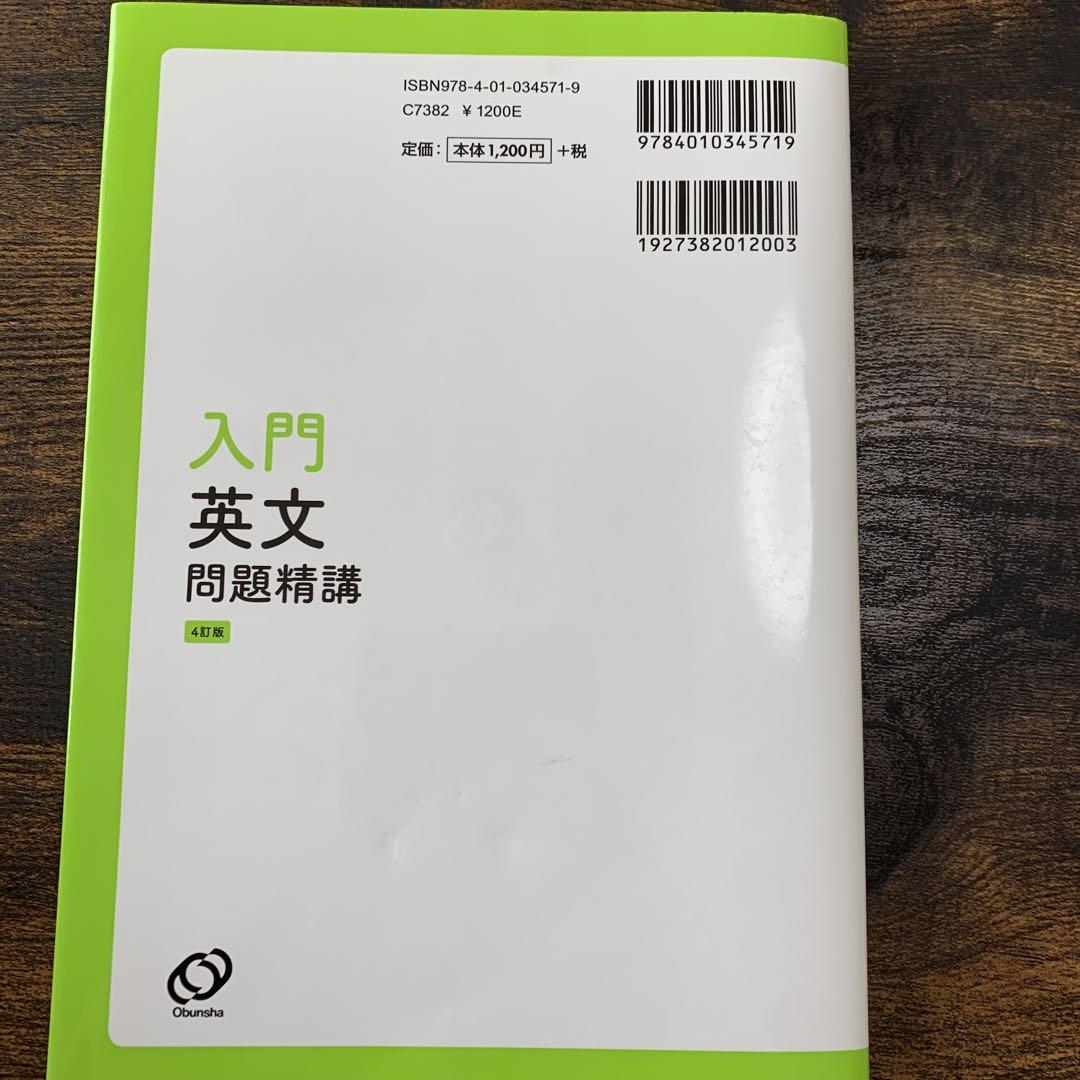 ISBN978-4-01-034571-9
C7382 ¥1200E
定価：本体1,200円+税
9784010345719
1927382012003
入門
英文
問題精講
4訂版
Obunsha